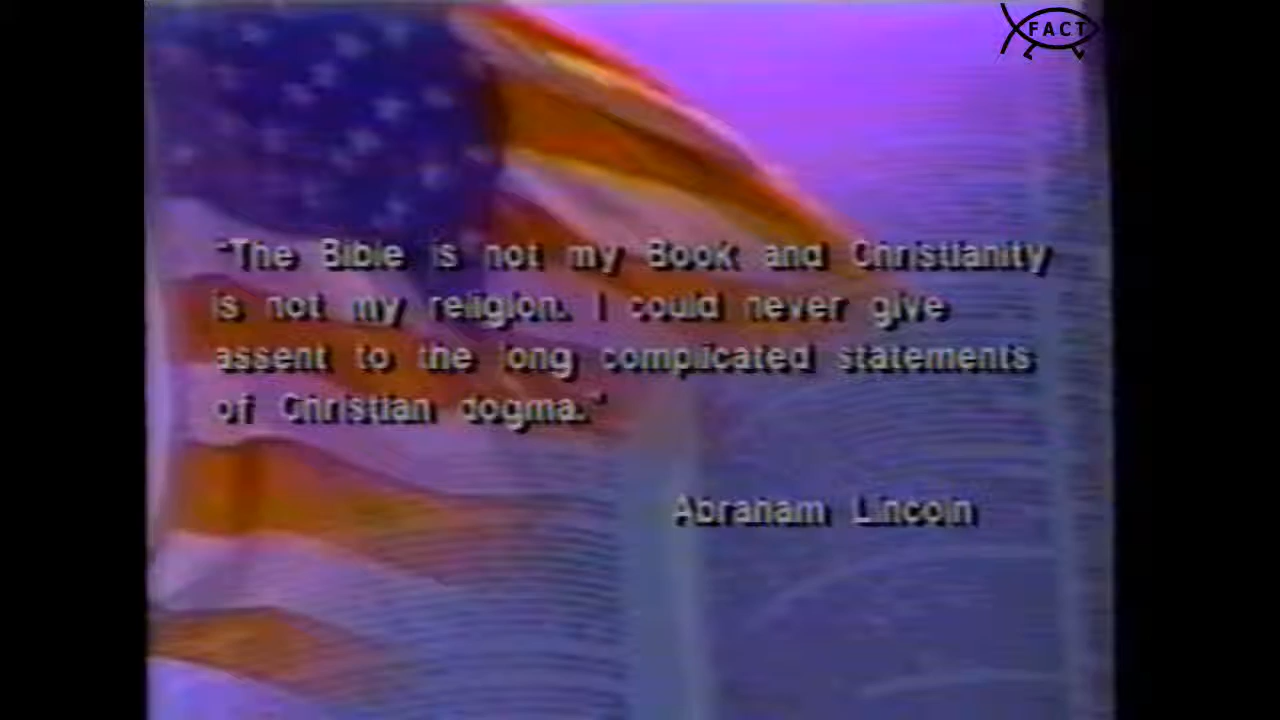 FACT
"The Bible is not my Book and Christianity
is not my religion. I could never give
assent to the long complicated statements
of Christian dogma."
Abraham Lincoln